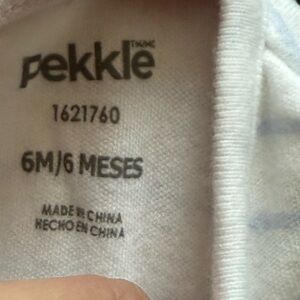 pekkle
1621760
6M/6 MESES
MADE IN CHINA
HECHO EN CHINA